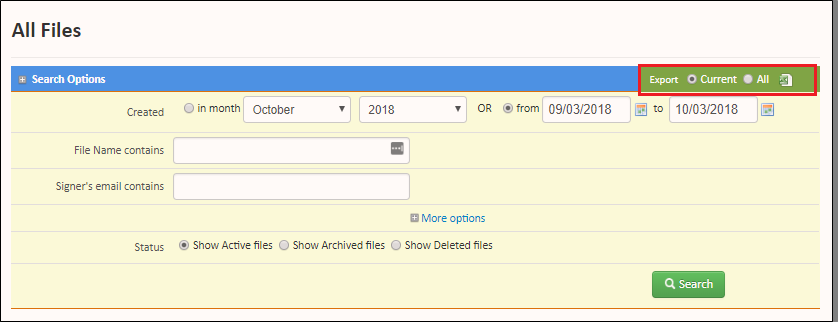 All Files
Search Options Export Current All
Created in month October 2018 OR from 09/03/2018 to 10/03/2018
File Name contains
Signer's email contains
More options
Status Show Active files Show Archived files Show Deleted files
Search